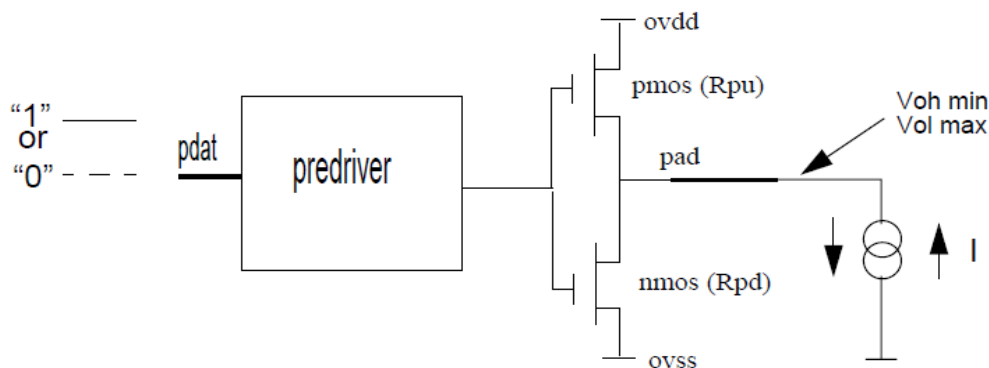 ovdd
pmos (Rpu)
Voh min
Vol max
“1”
or
“0”
pdat
predriver
pad
I
nmos (Rpd)
ovss